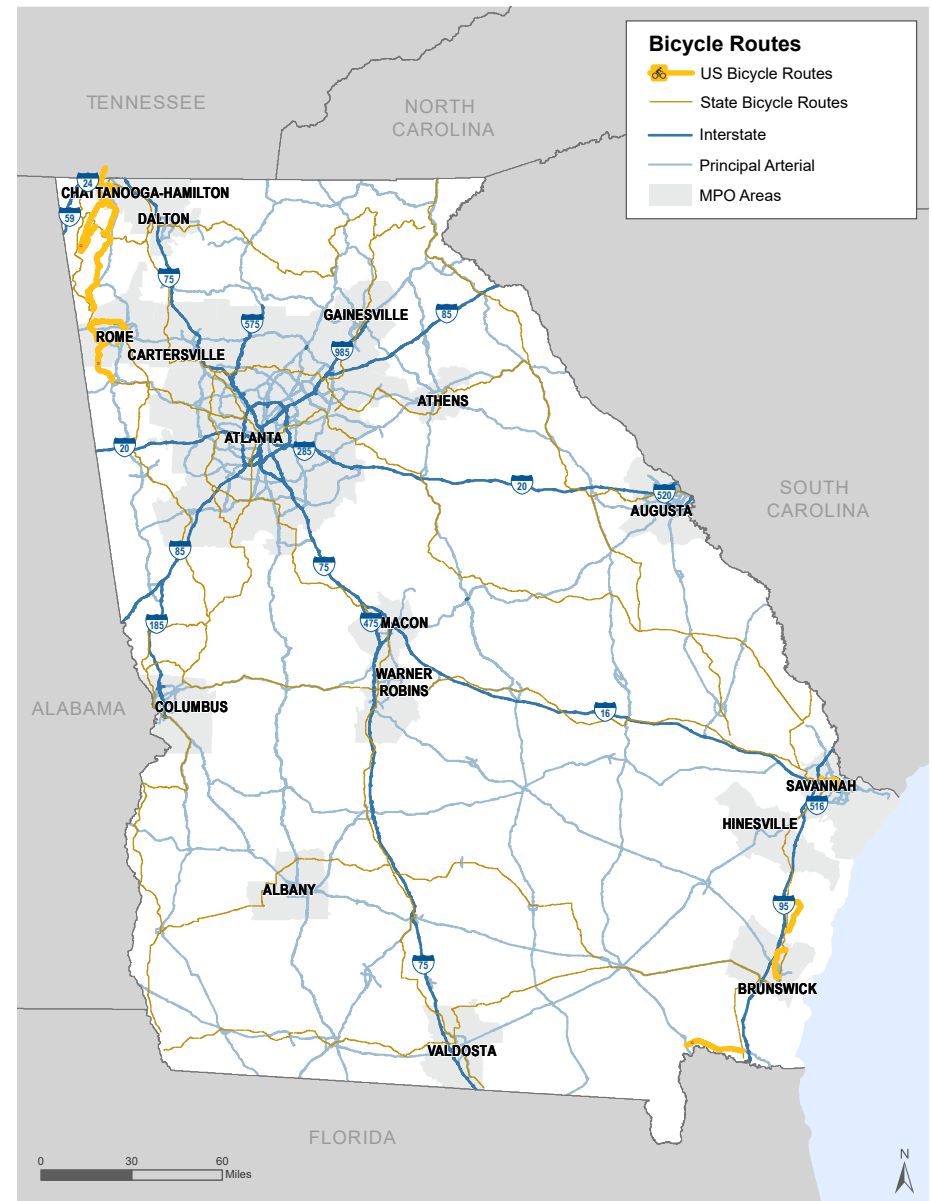 Bicycle Routes
US Bicycle Routes
State Bicycle Routes
Interstate
Principal Arterial
MPO Areas
TENNESSEE
NORTH
CAROLINA
24
CHATTANOOGA-HAMILTON
59
DALTON
75
575
GAINESVILLE
85
985
ROME
CARTERSVILLE
ATHENS
ATLANTA
20
285
20
520
AUGUSTA
SOUTH
CAROLINA
85
75
185
475
MACON
WARNER
ROBINS
ALABAMA
COLUMBUS
16
SAVANNAH
516
HINESVILLE
ALBANY
95
75
BRUNSWICK
VALDOSTA
FLORIDA
0 30 60
Miles
N